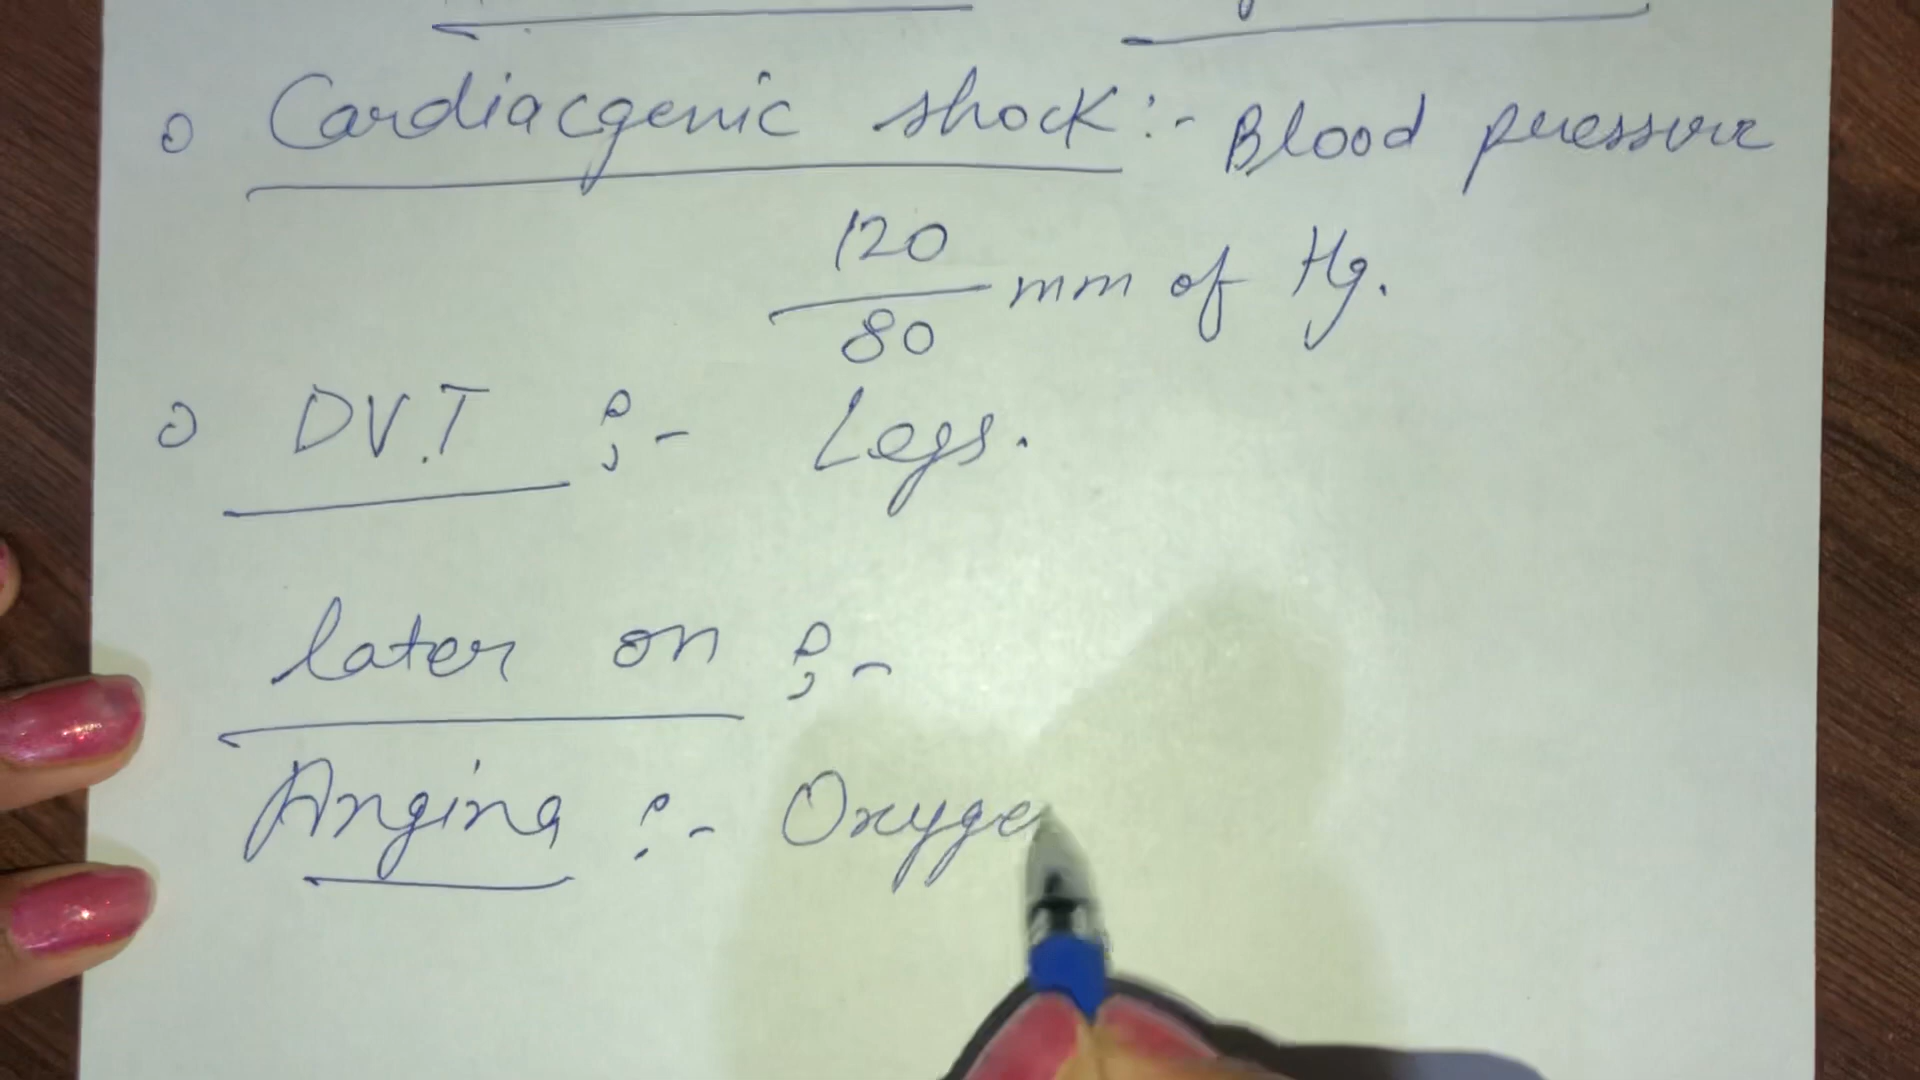 Cardiacgenic shock :- Blood pressure
120
80 mm of Hg.
DV.T :- Legs.
later on :-
Angina :- Oxyge